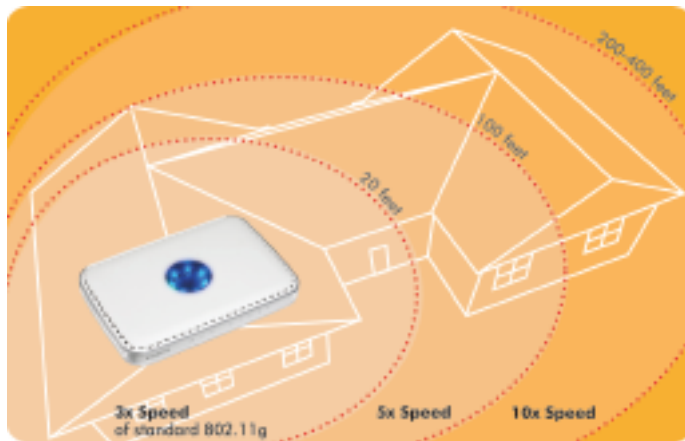 200-400 feet
100 feet
20 feet
3x Speed
of standard 802.11g
5x Speed
10x Speed